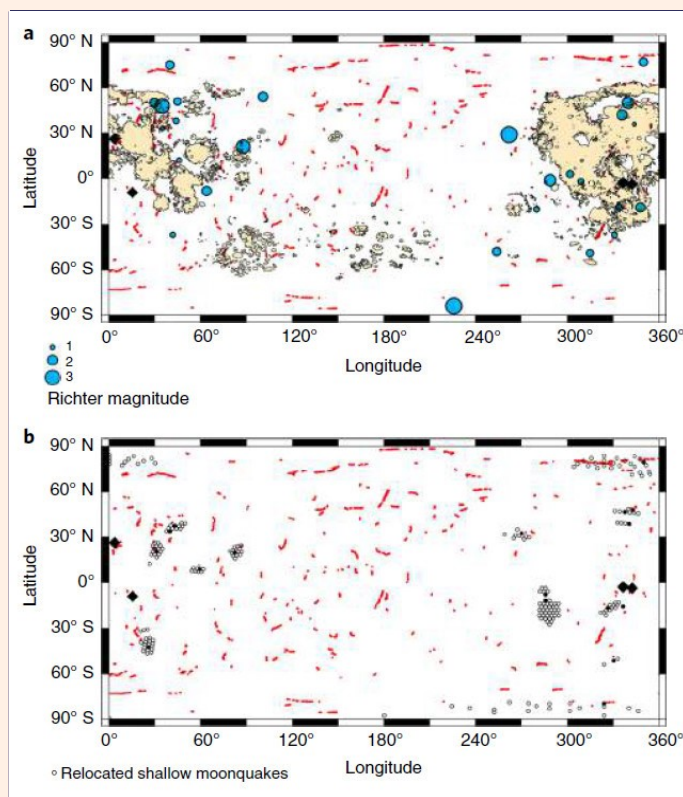 a
90° N
60° N
30° N
0°
30° S
60° S
90° S
Latitude
0° 60° 120° 180° 240° 300° 360°
Longitude
1
2
3
Richter magnitude
b
90° N
60° N
30° N
0°
30° S
60° S
90° S
Latitude
0° 60° 120° 180° 240° 300° 360°
Relocated shallow moonquakes
Longitude